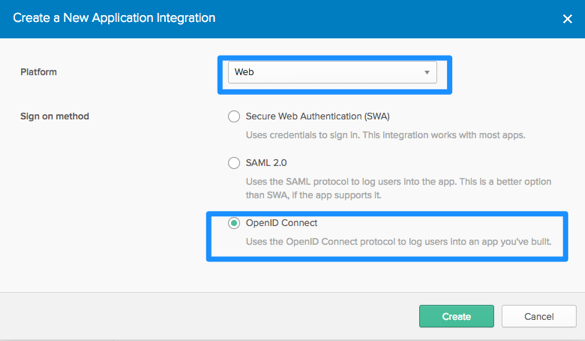 Create a New Application Integration
Platform
Web
Sign on method
Secure Web Authentication (SWA)
Uses credentials to sign in. This integration works with most apps.
SAML 2.0
Uses the SAML protocol to log users into the app. This is a better option
than SWA, if the app supports it.
OpenID Connect
Uses the OpenID Connect protocol to log users into an app you've built.
Create
Cancel